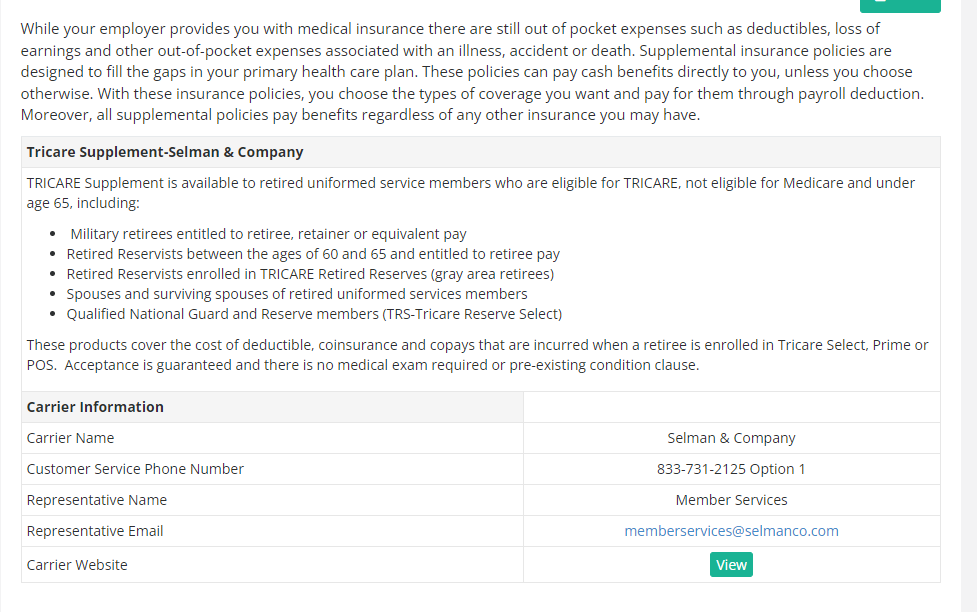 While your employer provides you with medical insurance there are still out of pocket expenses such as deductibles, loss of
earnings and other out-of-pocket expenses associated with an illness, accident or death. Supplemental insurance policies are
designed to fill the gaps in your primary health care plan. These policies can pay cash benefits directly to you, unless you choose
otherwise. With these insurance policies, you choose the types of coverage you want and pay for them through payroll deduction.
Moreover, all supplemental policies pay benefits regardless of any other insurance you may have.
Tricare Supplement-Selman & Company
TRICARE Supplement is available to retired uniformed service members who are eligible for TRICARE, not eligible for Medicare and under
age 65, including:
• Military retirees entitled to retiree, retainer or equivalent pay
• Retired Reservists between the ages of 60 and 65 and entitled to retiree pay
• Retired Reservists enrolled in TRICARE Retired Reserves (gray area retirees)
• Spouses and surviving spouses of retired uniformed services members
• Qualified National Guard and Reserve members (TRS-Tricare Reserve Select)
These products cover the cost of deductible, coinsurance and copays that are incurred when a retiree is enrolled in Tricare Select, Prime or
POS. Acceptance is guaranteed and there is no medical exam required or pre-existing condition clause.
Carrier Information
Carrier Name Selman & Company
Customer Service Phone Number 833-731-2125 Option 1
Representative Name Member Services
Representative Email memberservices@selmanco.com
Carrier Website View